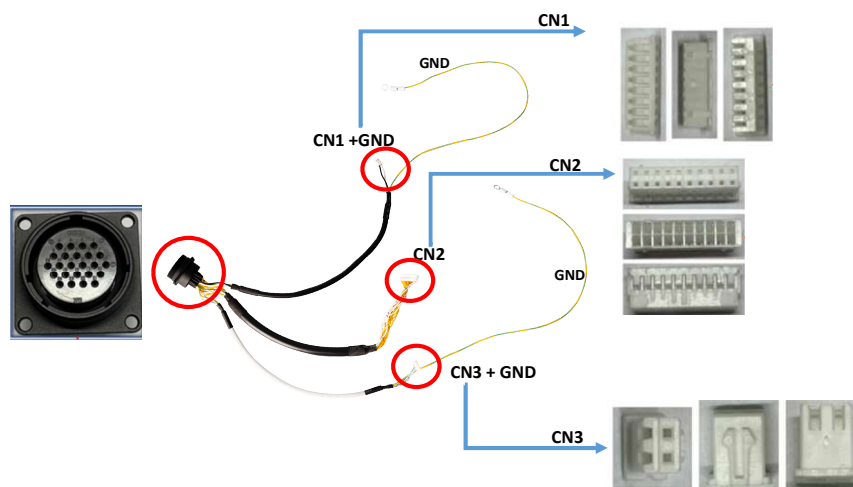 CN1
GND
CN1 +GND
CN2
CN2
GND
CN3 + GND
CN3